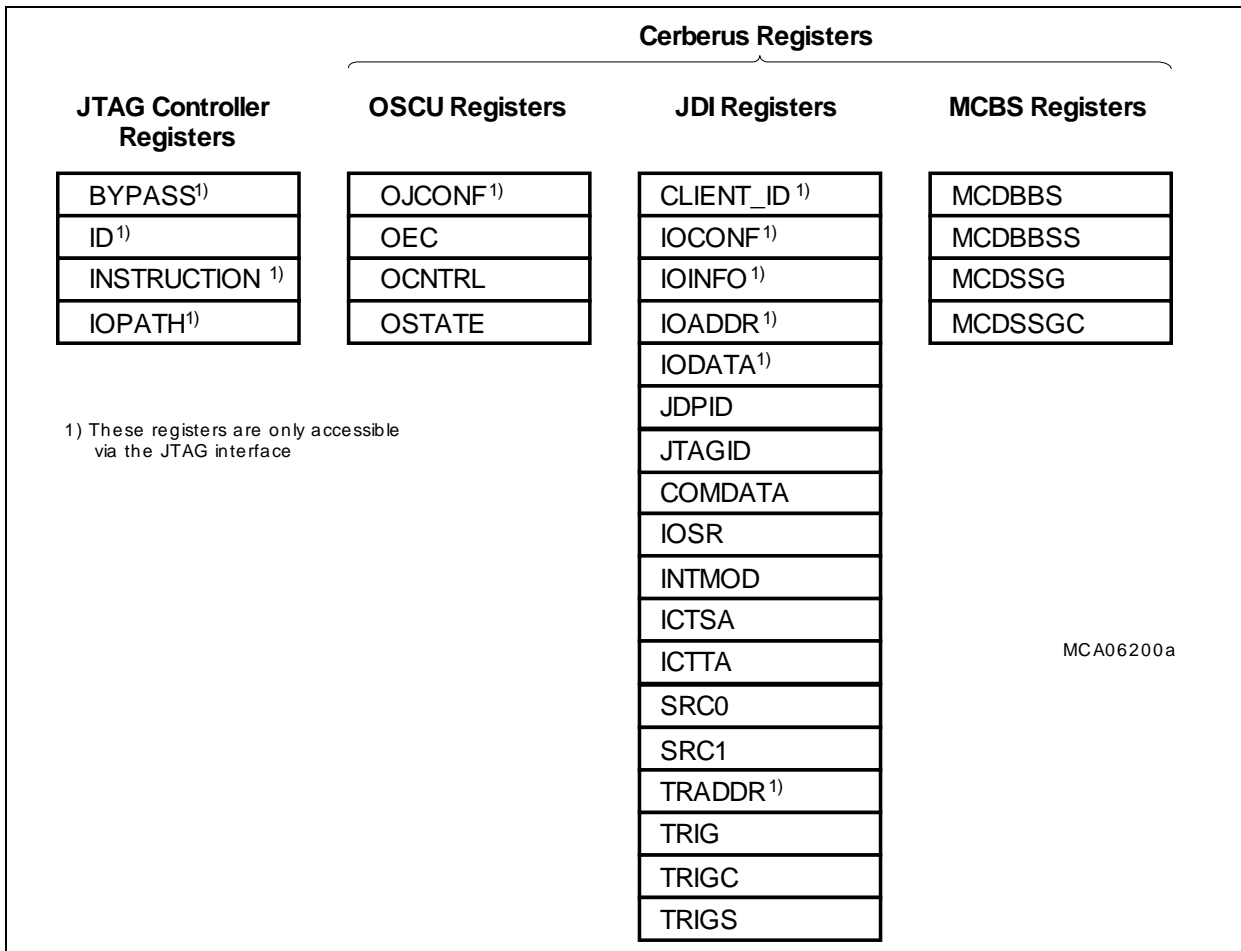 Cerberus Registers
JTAG Controller
Registers
BYPASS1)
ID1)
INSTRUCTION 1)
IOPATH1)
1) These registers are only accessible
via the JTAG interface
OSCU Registers
OJCONF1)
OEC
OCNTRL
OSTATE
JDI Registers
CLIENT_ID 1)
IOCONF1)
IOINFO1)
IOADDR1)
IODATA1)
JDPID
JTAGID
COMDATA
IOSR
INTMOD
ICTSA
ICTTA
SRC0
SRC1
TRADDR1)
TRIG
TRIGC
TRIGS
MCBS Registers
MCDBBS
MCDBBSS
MCDSSG
MCDSSGC
MCA06200a